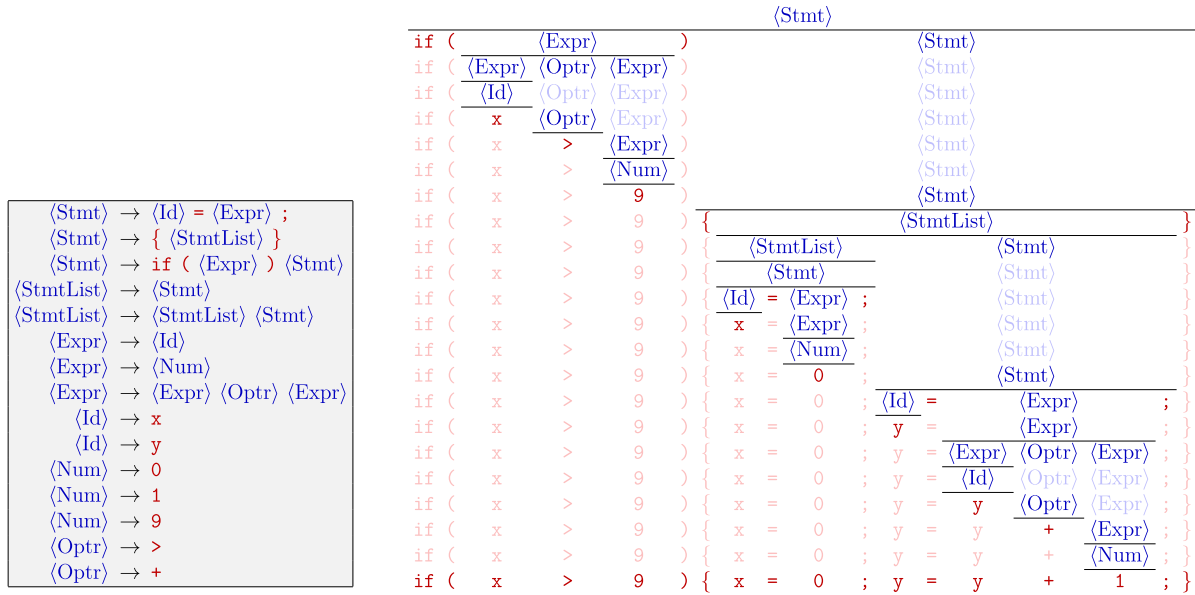 ⟨Stmt⟩ → ⟨Id⟩ = ⟨Expr⟩ ;
⟨Stmt⟩ → { ⟨StmtList⟩ }
⟨Stmt⟩ → if ( ⟨Expr⟩ ) ⟨Stmt⟩
⟨StmtList⟩ → ⟨Stmt⟩
⟨StmtList⟩ → ⟨StmtList⟩ ⟨Stmt⟩
⟨Expr⟩ → ⟨Id⟩
⟨Expr⟩ → ⟨Num⟩
⟨Expr⟩ → ⟨Expr⟩ ⟨Optr⟩ ⟨Expr⟩
⟨Id⟩ → x
⟨Id⟩ → y
⟨Num⟩ → 0
⟨Num⟩ → 1
⟨Num⟩ → 9
⟨Optr⟩ → >
⟨Optr⟩ → +
⟨Stmt⟩
if ( ⟨Expr⟩ ) ⟨Stmt⟩
if ( ⟨Expr⟩ ⟨Optr⟩ ⟨Expr⟩ ) ⟨Stmt⟩
if ( ⟨Id⟩ ⟨Optr⟩ ⟨Expr⟩ ) ⟨Stmt⟩
if ( x ⟨Optr⟩ ⟨Expr⟩ ) ⟨Stmt⟩
if ( x > ⟨Expr⟩ ) ⟨Stmt⟩
if ( x > ⟨Num⟩ ) ⟨Stmt⟩
if ( x > 9 ) ⟨Stmt⟩
if ( x > 9 ) { ⟨StmtList⟩ }
if ( x > 9 ) { ⟨StmtList⟩ ⟨Stmt⟩ }
if ( x > 9 ) { ⟨Stmt⟩ ⟨Stmt⟩ }
if ( x > 9 ) { ⟨Id⟩ = ⟨Expr⟩ ; ⟨Stmt⟩ }
if ( x > 9 ) { x = ⟨Expr⟩ ; ⟨Stmt⟩ }
if ( x > 9 ) { x = ⟨Num⟩ ; ⟨Stmt⟩ }
if ( x > 9 ) { x = 0 ; ⟨Stmt⟩ }
if ( x > 9 ) { x = 0 ; ⟨Id⟩ = ⟨Expr⟩ ; }
if ( x > 9 ) { x = 0 ; y = ⟨Expr⟩ ; }
if ( x > 9 ) { x = 0 ; y = ⟨Expr⟩ ⟨Optr⟩ ⟨Expr⟩ ; }
if ( x > 9 ) { x = 0 ; y = ⟨Id⟩ ⟨Optr⟩ ⟨Expr⟩ ; }
if ( x > 9 ) { x = 0 ; y = y ⟨Optr⟩ ⟨Expr⟩ ; }
if ( x > 9 ) { x = 0 ; y = y + ⟨Expr⟩ ; }
if ( x > 9 ) { x = 0 ; y = y + ⟨Num⟩ ; }
if ( x > 9 ) { x = 0 ; y = y + 1 ; }